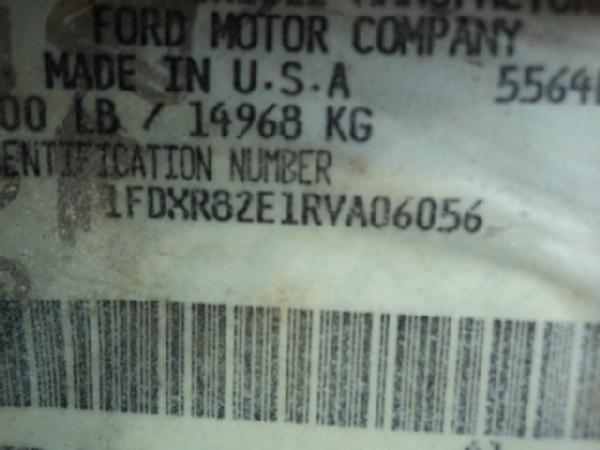 FORD MOTOR COMPANY
MADE IN U.S.A 5564
00 LB / 14968 KG
ENTIFICATION NUMBER
1FDXR82E1RVA06056